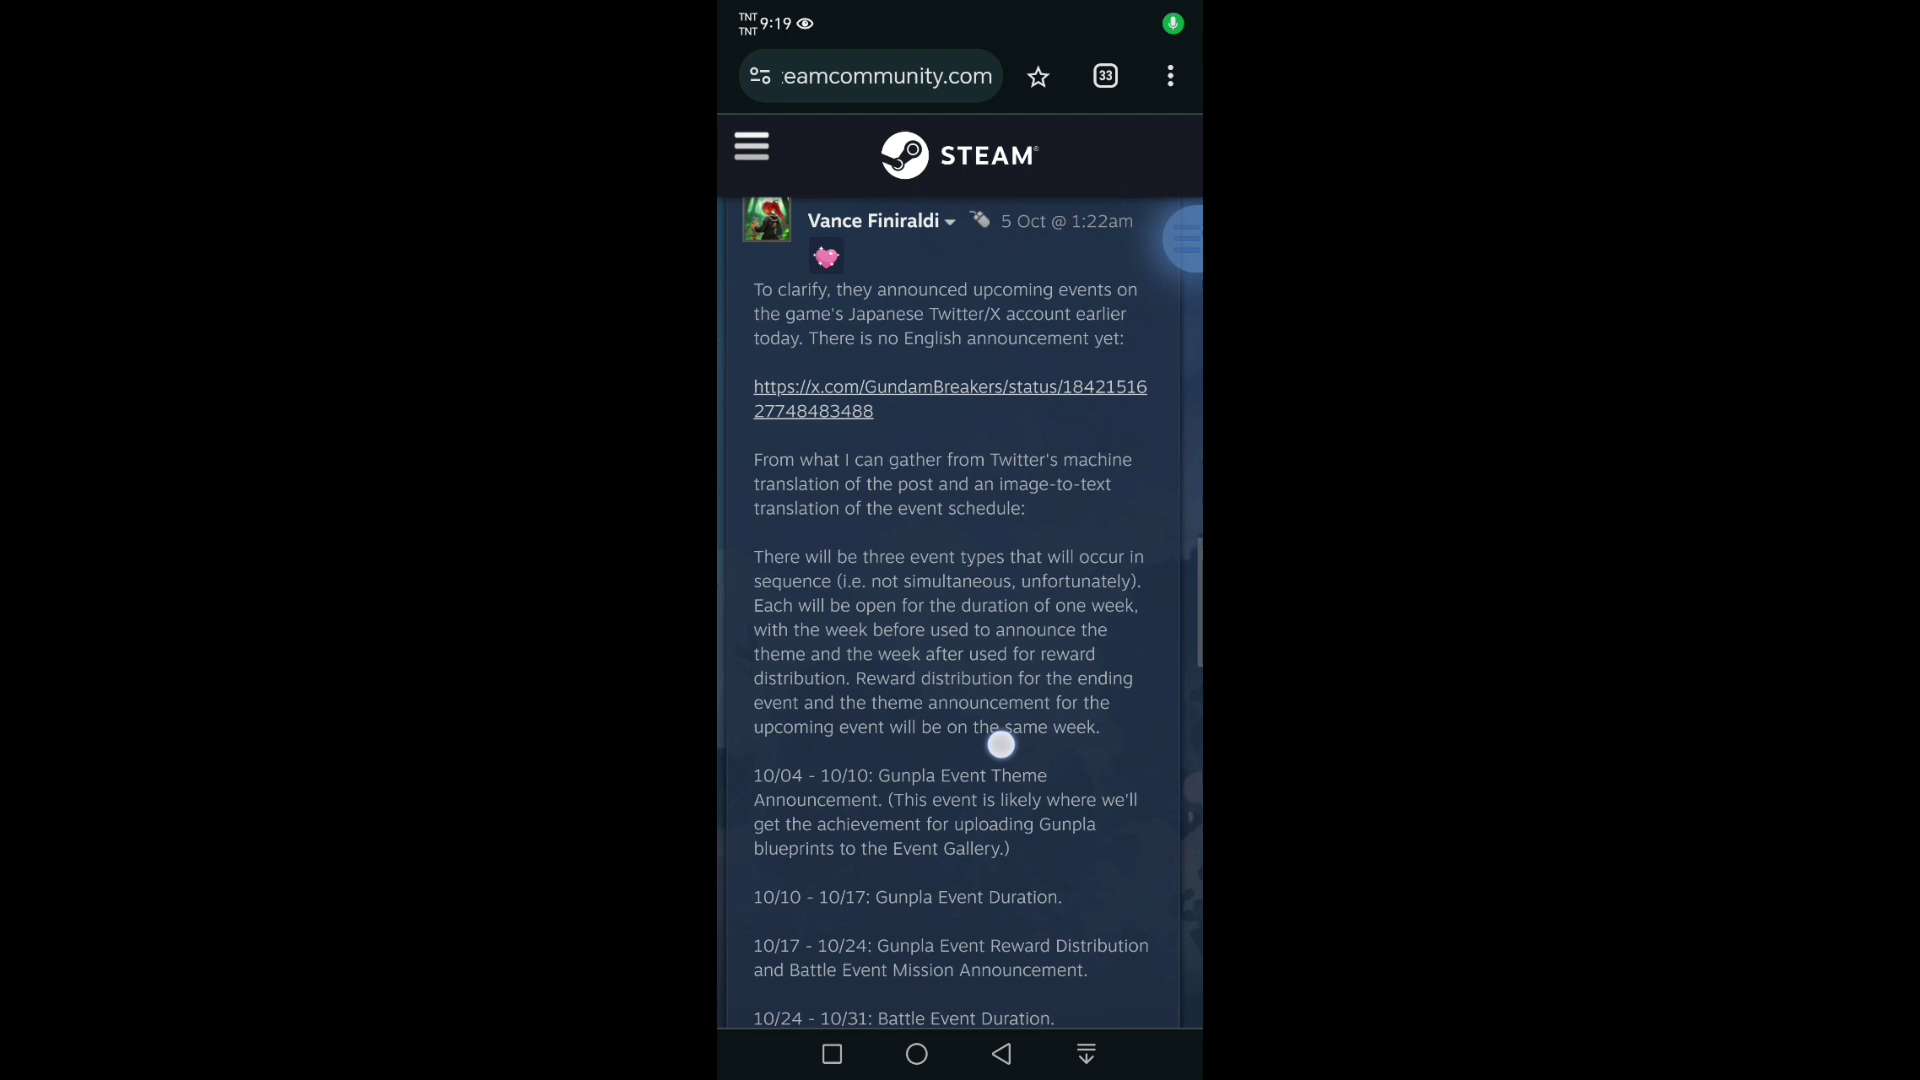 TNT
TNT
9:19
:eamcommunity.com
33
STEAM®
Vance Finiraldi
5 Oct @ 1:22am
To clarify, they announced upcoming events on
the game's Japanese Twitter/X account earlier
today. There is no English announcement yet:
https://x.com/GundamBreakers/status/18421516
27748483488
From what I can gather from Twitter's machine
translation of the post and an image-to-text
translation of the event schedule:
There will be three event types that will occur in
sequence (i.e. not simultaneous, unfortunately).
Each will be open for the duration of one week,
with the week before used to announce the
theme and the week after used for reward
distribution. Reward distribution for the ending
event and the theme announcement for the
upcoming event will be on the same week.
10/04 - 10/10: Gunpla Event Theme
Announcement. (This event is likely where we'll
get the achievement for uploading Gunpla
blueprints to the Event Gallery.)
10/10 - 10/17: Gunpla Event Duration.
10/17 - 10/24: Gunpla Event Reward Distribution
and Battle Event Mission Announcement.
10/24 - 10/31: Battle Event Duration.